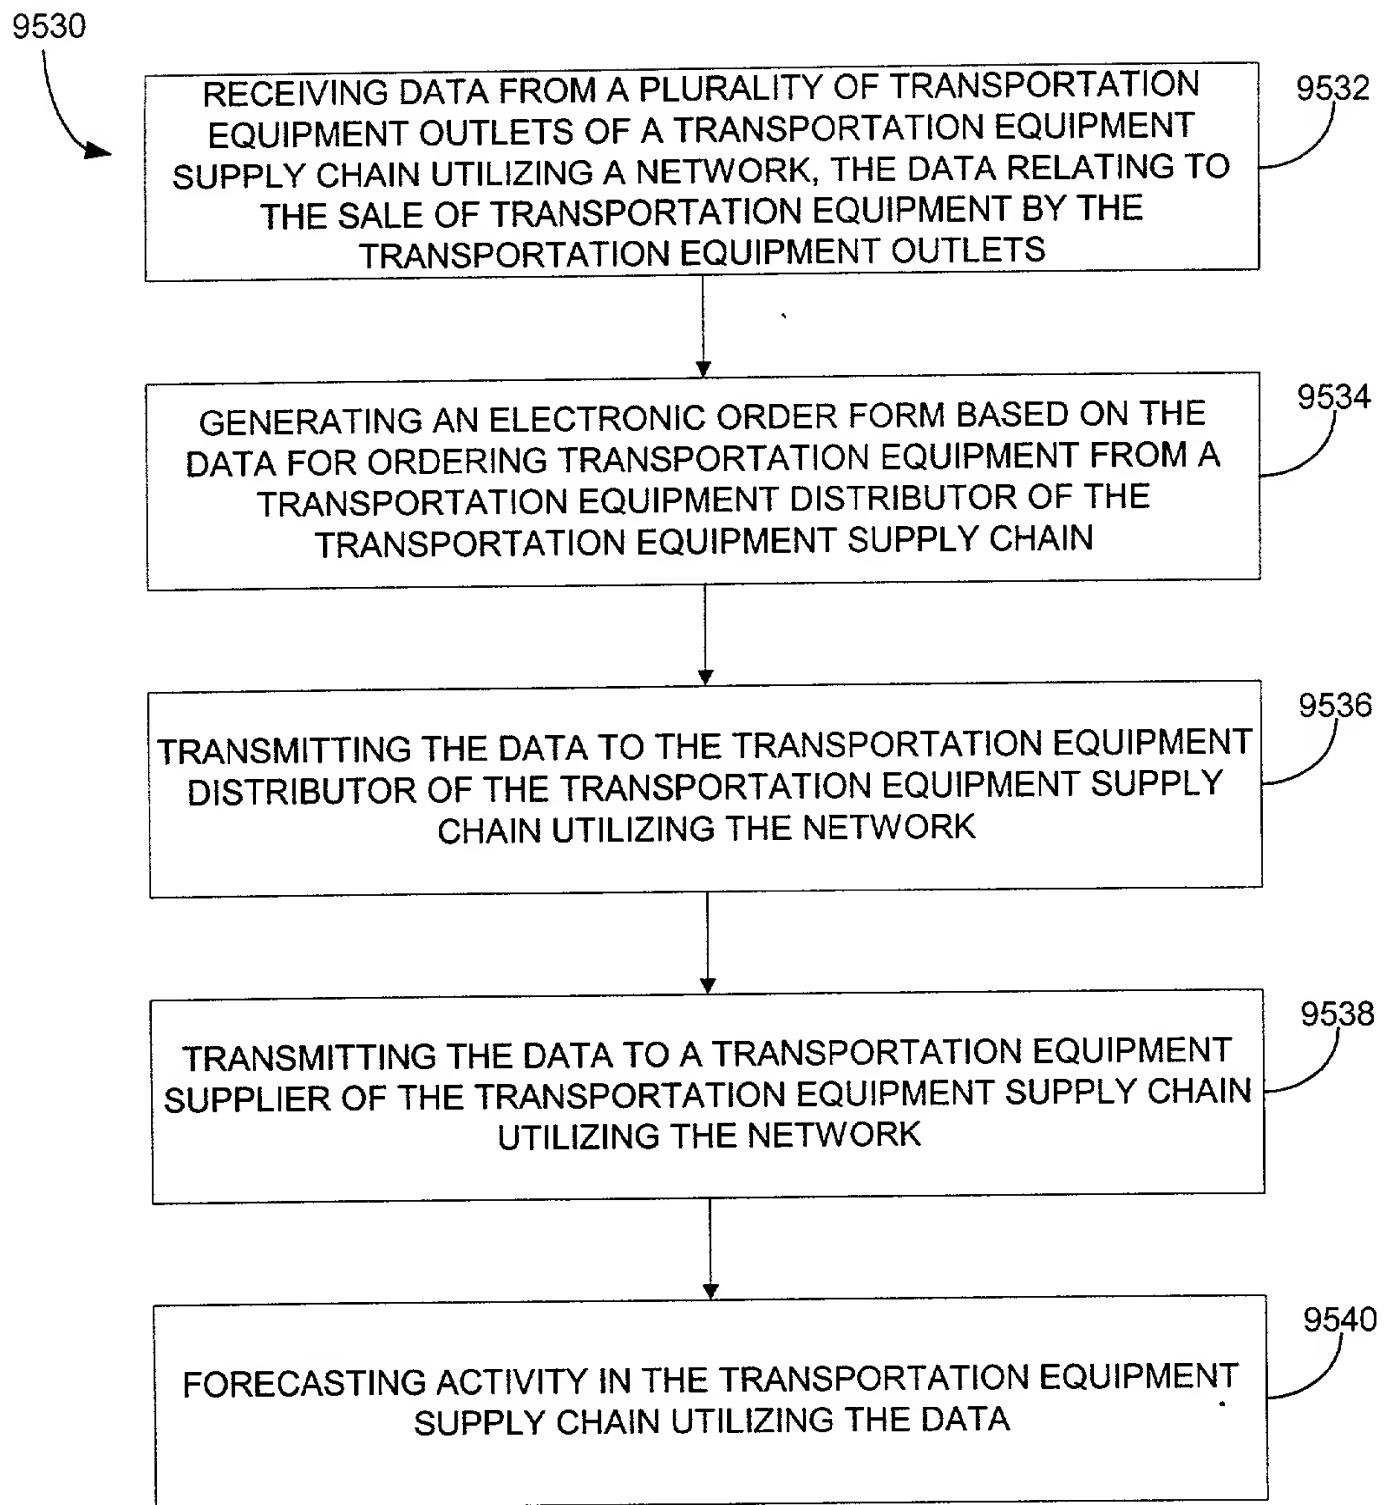 9530
RECEIVING DATA FROM A PLURALITY OF TRANSPORTATION
EQUIPMENT OUTLETS OF A TRANSPORTATION EQUIPMENT
SUPPLY CHAIN UTILIZING A NETWORK, THE DATA RELATING TO
THE SALE OF TRANSPORTATION EQUIPMENT BY THE
TRANSPORTATION EQUIPMENT OUTLETS
9532
GENERATING AN ELECTRONIC ORDER FORM BASED ON THE
DATA FOR ORDERING TRANSPORTATION EQUIPMENT FROM A
TRANSPORTATION EQUIPMENT DISTRIBUTOR OF THE
TRANSPORTATION EQUIPMENT SUPPLY CHAIN
9534
TRANSMITTING THE DATA TO THE TRANSPORTATION EQUIPMENT
DISTRIBUTOR OF THE TRANSPORTATION EQUIPMENT SUPPLY
CHAIN UTILIZING THE NETWORK
9536
TRANSMITTING THE DATA TO A TRANSPORTATION EQUIPMENT
SUPPLIER OF THE TRANSPORTATION EQUIPMENT SUPPLY CHAIN
UTILIZING THE NETWORK
9538
FORECASTING ACTIVITY IN THE TRANSPORTATION EQUIPMENT
SUPPLY CHAIN UTILIZING THE DATA
9540